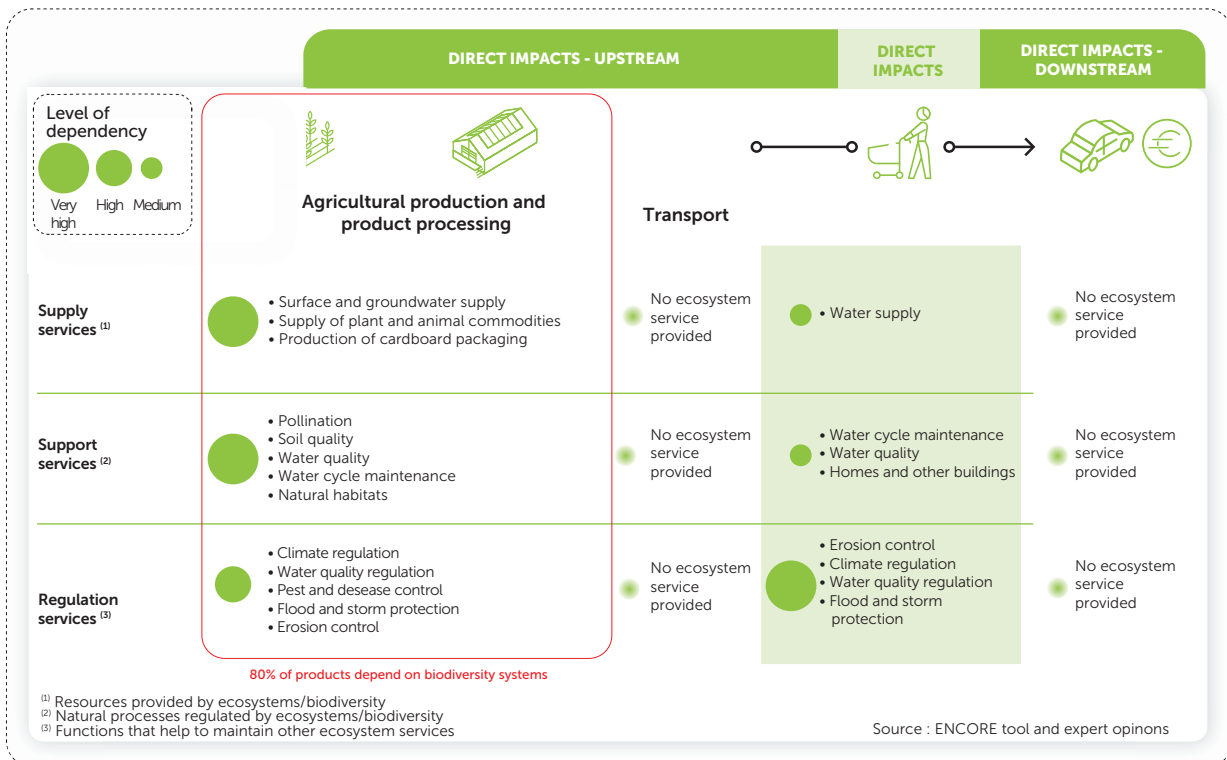 DIRECT IMPACTS - UPSTREAM
DIRECT
IMPACTS
DIRECT IMPACTS -
DOWNSTREAM
Level of
dependency
Very
high
High
Medium
Agricultural production and
product processing
Transport
Supply
services (1)
• Surface and groundwater supply
• Supply of plant and animal commodities
• Production of cardboard packaging
No ecosystem
service
provided
• Water supply
No ecosystem
service
provided
Support
services (2)
• Pollination
• Soil quality
• Water quality
• Water cycle maintenance
• Natural habitats
No ecosystem
service
provided
• Water cycle maintenance
• Water quality
• Homes and other buildings
No ecosystem
service
provided
Regulation
services (3)
• Climate regulation
• Water quality regulation
• Pest and desease control
• Flood and storm protection
• Erosion control
No ecosystem
service
provided
• Erosion control
• Climate regulation
• Water quality regulation
• Flood and storm
protection
No ecosystem
service
provided
80% of products depend on biodiversity systems
(1) Resources provided by ecosystems/biodiversity
(2) Natural processes regulated by ecosystems/biodiversity
(3) Functions that help to maintain other ecosystem services
Source : ENCORE tool and expert opinons